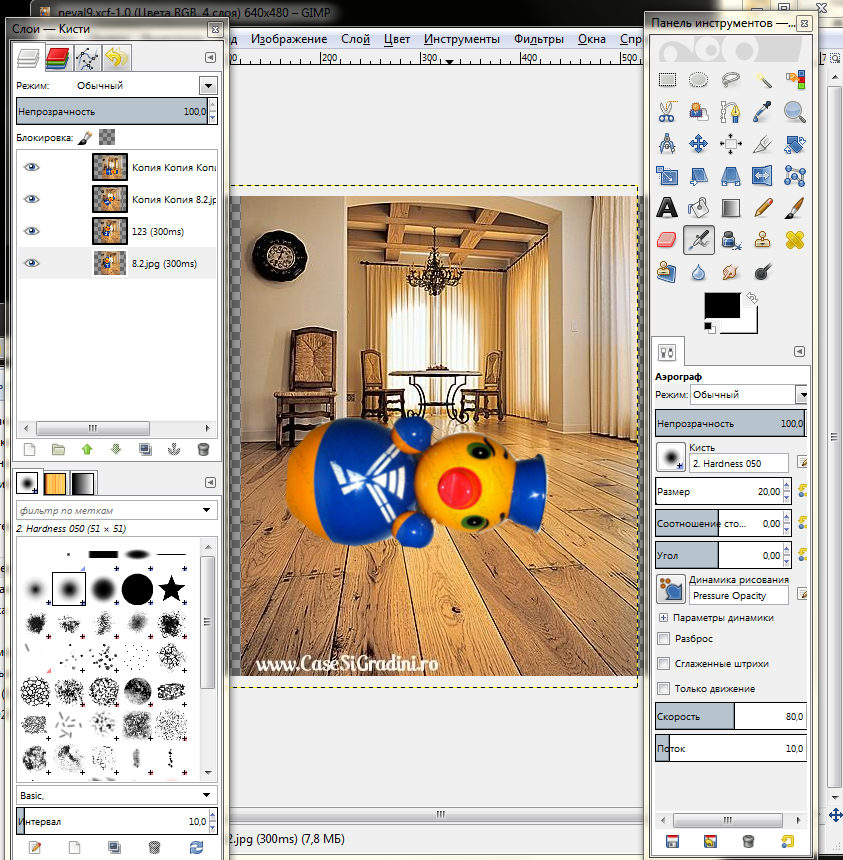 neval9.xcf-1.0 (Цвета RGB, 4 слоя) 640x480 – GIMP
Изображение Слой Цвет Инструменты Фильтры Окна Спр
200 300 400 500
Слои — Кисти
Режим: Обычный
Непрозрачность 100,0
Блокировка:
Копия Копия Копи
Копия Копия 8.2.jp
123 (300ms)
8.2.jpg (300ms)
фильтр по меткам
2. Hardness 050 (51 × 51)
Basic,
Интервал 10,0
www.CaseSiGradini.ro
2.jpg (300ms) (7,8 МБ)
Панель инструментов —...
Аэрограф
Режим: Обычный
Непрозрачность 100,0
Кисть
2. Hardness 050
Размер 20,00
Соотношение сто... 0,00
Угол 0,00
Динамика рисования
Pressure Opacity
Параметры динамики
Разброс
Сглаженные штрихи
Только движение
Скорость 80,0
Поток 10,0